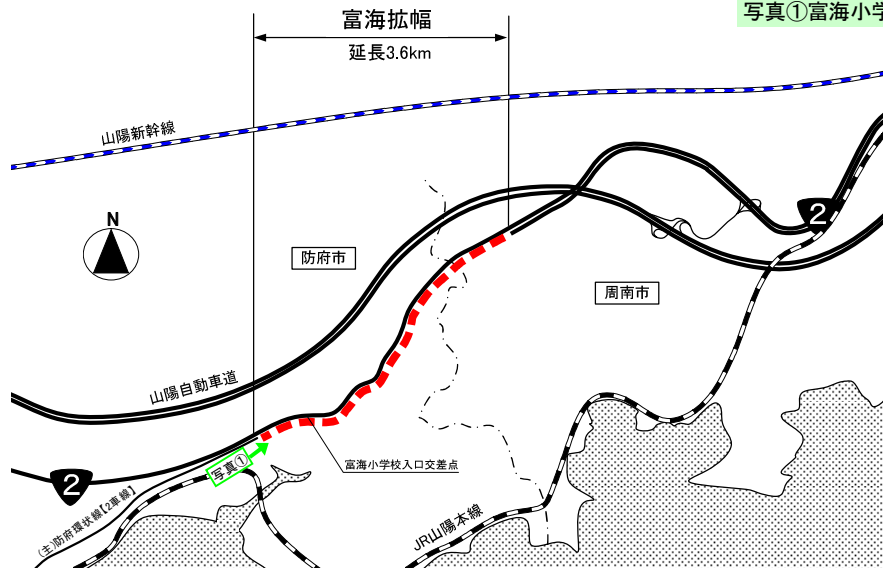 富海拡幅
延長3.6km
写真①富海小学
山陽新幹線
N
2
防府市
周南市
山陽自動車道
写真①
富海小学校入口交差点
2
(主)防府環状線【2車線】
JR山陽本線